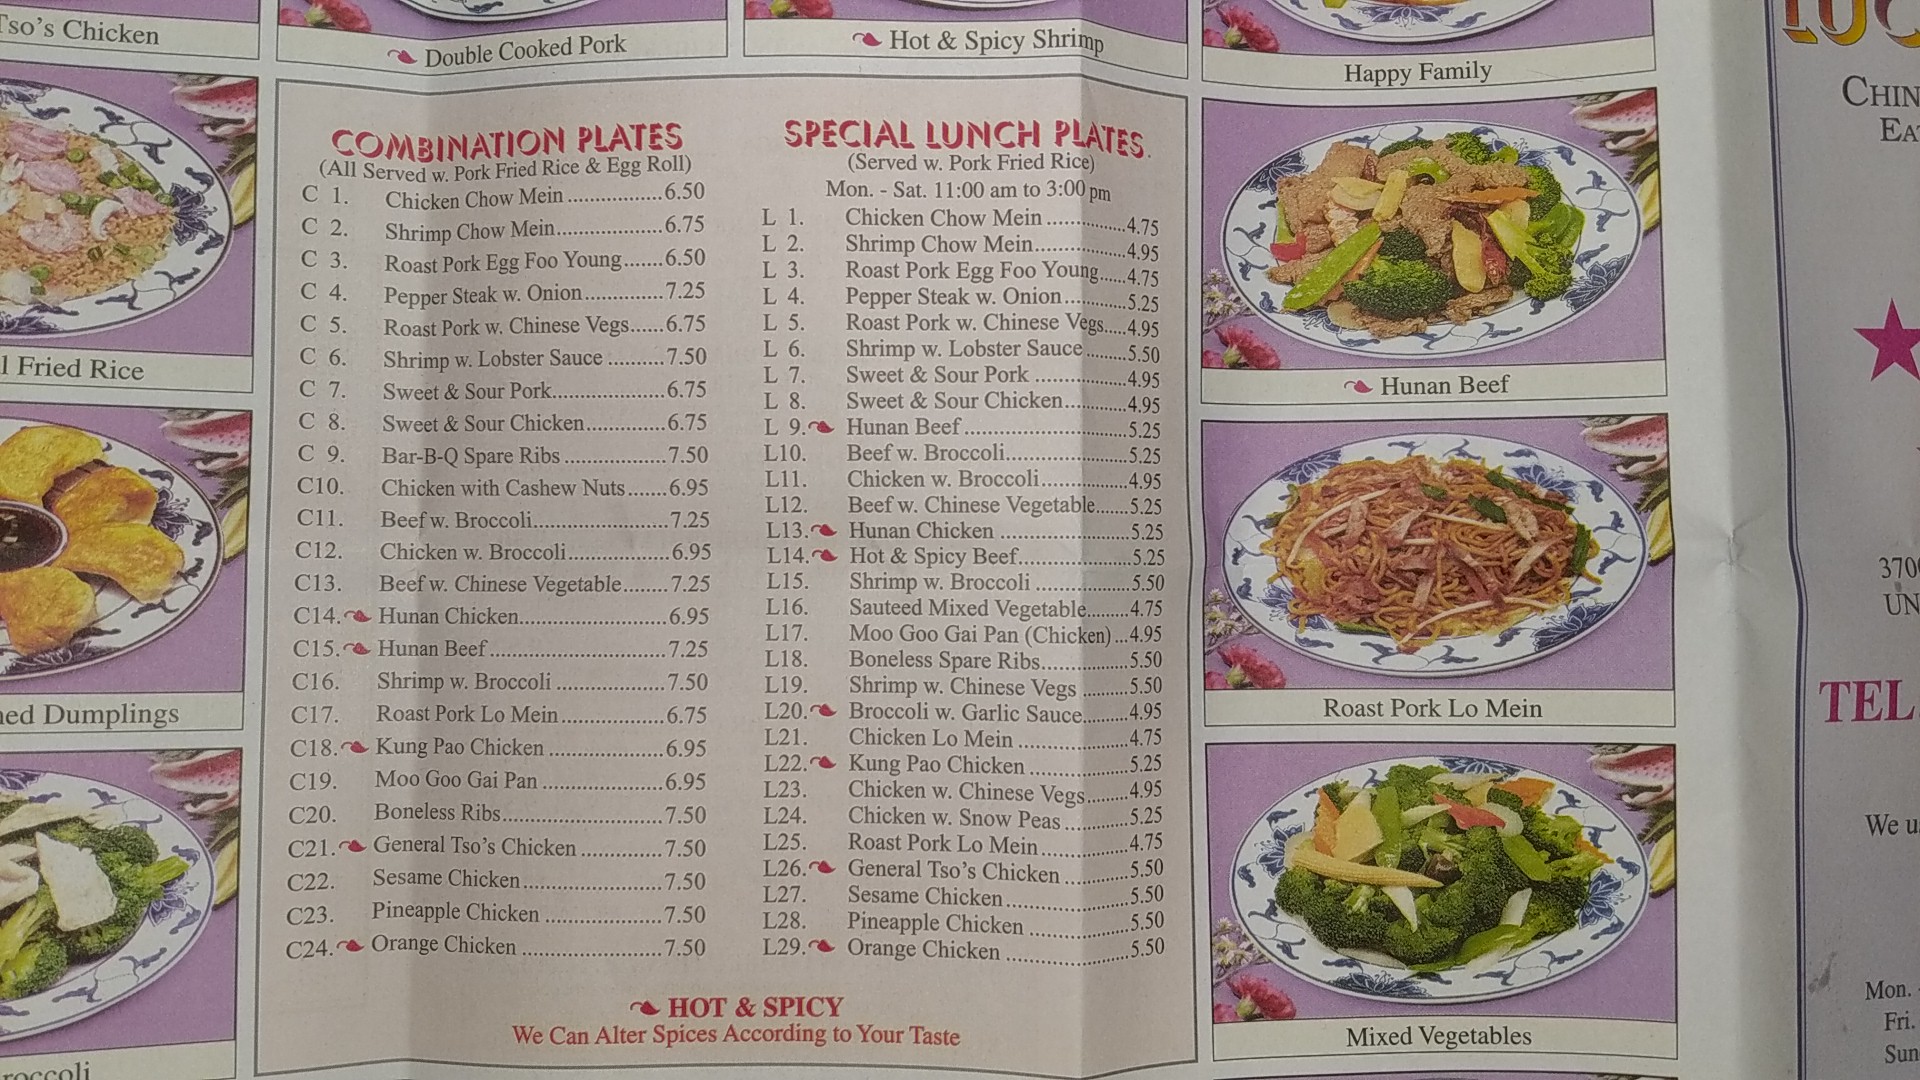 Tso's Chicken
Double Cooked Pork
Hot & Spicy Shrimp
Happy Family
COMBINATION PLATES
(All Served w. Pork Fried Rice & Egg Roll)
C 1. Chicken Chow Mein ..................6.50
C 2. Shrimp Chow Mein....................6.75
C 3. Roast Pork Egg Foo Young.......6.50
C 4. Pepper Steak w. Onion...............7.25
C 5. Roast Pork w. Chinese Vegs......6.75
C 6. Shrimp w. Lobster Sauce ..........7.50
C 7. Sweet & Sour Pork.....................6.75
C 8. Sweet & Sour Chicken...............6.75
C 9. Bar-B-Q Spare Ribs ...................7.50
C10. Chicken with Cashew Nuts.......6.95
C11. Beef w. Broccoli..........................7.25
C12. Chicken w. Broccoli....................6.95
C13. Beef w. Chinese Vegetable........7.25
C14. Hunan Chicken............................6.95
C15. Hunan Beef..................................7.25
C16. Shrimp w. Broccoli .....................7.50
C17. Roast Pork Lo Mein....................6.75
C18. Kung Pao Chicken ......................6.95
C19. Moo Goo Gai Pan .......................6.95
C20. Boneless Ribs...............................7.50
C21. General Tso's Chicken ...............7.50
C22. Sesame Chicken...........................7.50
C23. Pineapple Chicken ......................7.50
C24. Orange Chicken ...........................7.50
SPECIAL LUNCH PLATES.
(Served w. Pork Fried Rice)
Mon. - Sat. 11:00 am to 3:00 pm
L 1. Chicken Chow Mein ...............4.75
L 2. Shrimp Chow Mein.................4.95
L 3. Roast Pork Egg Foo Young.....4.75
L 4. Pepper Steak w. Onion............5.25
L 5. Roast Pork w. Chinese Vegs.....4.95
L 6. Shrimp w. Lobster Sauce........5.50
L 7. Sweet & Sour Pork .................4.95
L 8. Sweet & Sour Chicken............4.95
L 9. Hunan Beef...............................5.25
L10. Beef w. Broccoli.......................5.25
L11. Chicken w. Broccoli................4.95
L12. Beef w. Chinese Vegetable......5.25
L13. Hunan Chicken ........................5.25
L14. Hot & Spicy Beef.....................5.25
L15. Shrimp w. Broccoli .................5.50
L16. Sauteed Mixed Vegetable........4.75
L17. Moo Goo Gai Pan (Chicken)...4.95
L18. Boneless Spare Ribs................5.50
L19. Shrimp w. Chinese Vegs .........5.50
L20. Broccoli w. Garlic Sauce.........4.95
L21. Chicken Lo Mein .....................4.75
L22. Kung Pao Chicken ...................5.25
L23. Chicken w. Chinese Vegs........4.95
L24. Chicken w. Snow Peas ............5.25
L25. Roast Pork Lo Mein.................4.75
L26. General Tso's Chicken .............5.50
L27. Sesame Chicken.......................5.50
L28. Pineapple Chicken ...................5.50
L29. Orange Chicken .......................5.50
HOT & SPICY
We Can Alter Spices According to Your Taste
Fried Rice
Dumplings
Hunan Beef
Roast Pork Lo Mein
Mixed Vegetables
CHIN
EA
370
UN
TEL
We u
Mon. -
Fri.
Sun